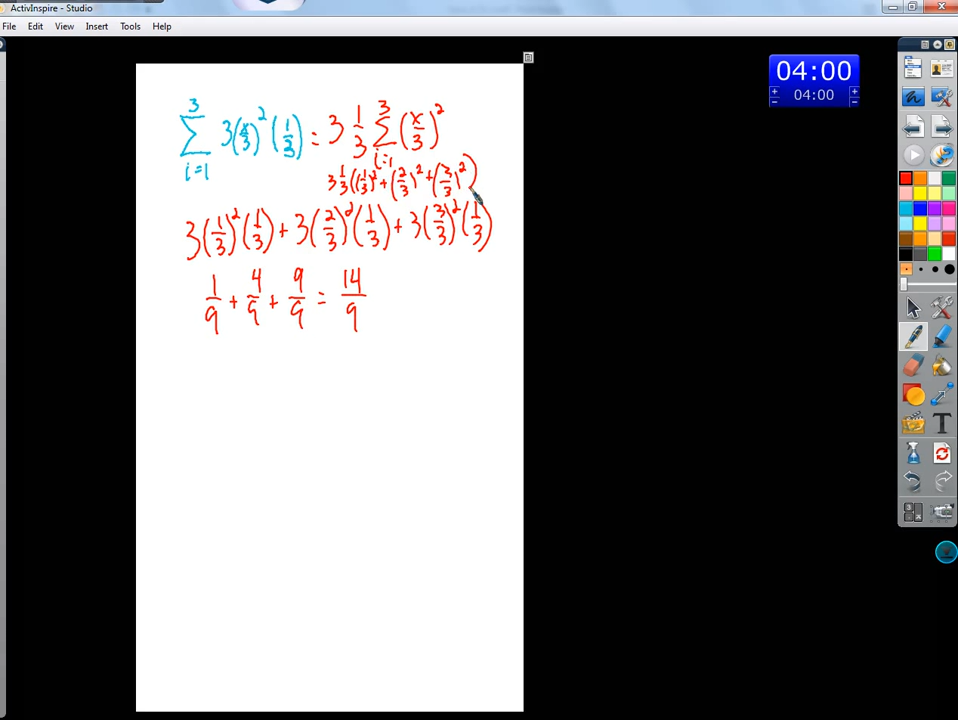 ActivInspire - Studio
File Edit View Insert Tools Help
04:00
04:00
3 ∑ i=1 3(x/3)²(1/3) = 3 1/3 3 ∑ i=1 (x/3)²
3 1/3((1/3)²+(2/3)²+(3/3)²)
3(1/3)²(1/3) + 3(2/3)²(1/3) + 3(3/3)²(1/3)
1/9 + 4/9 + 9/9 = 14/9